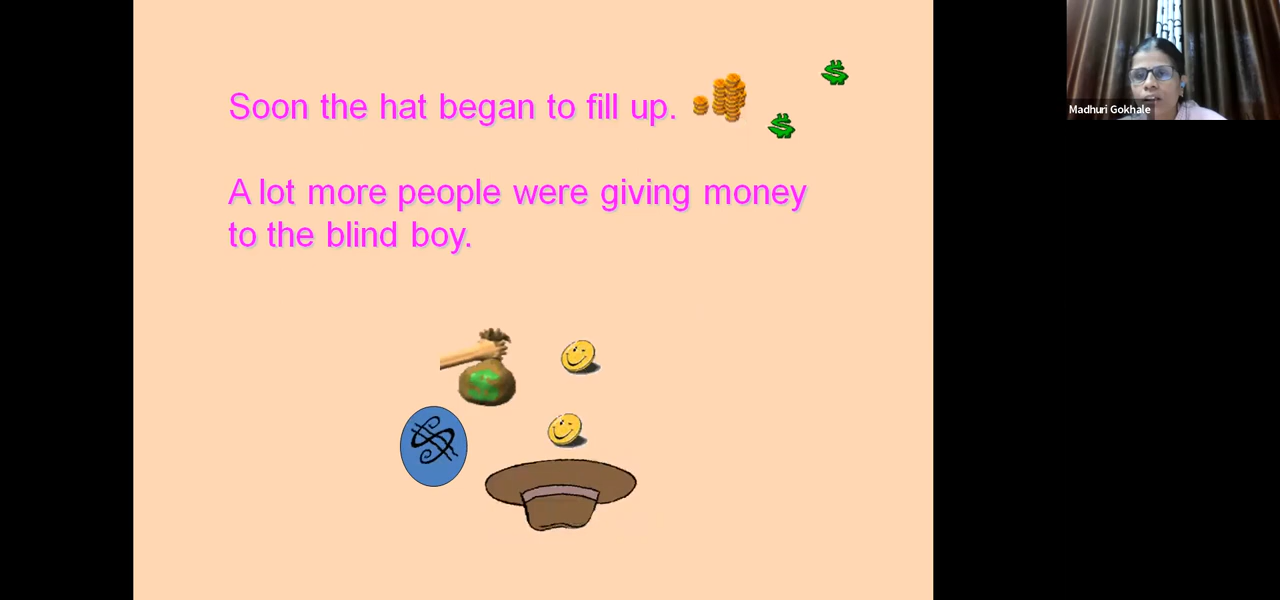 Soon the hat began to fill up.
A lot more people were giving money
to the blind boy.
Madhuri Gokhale